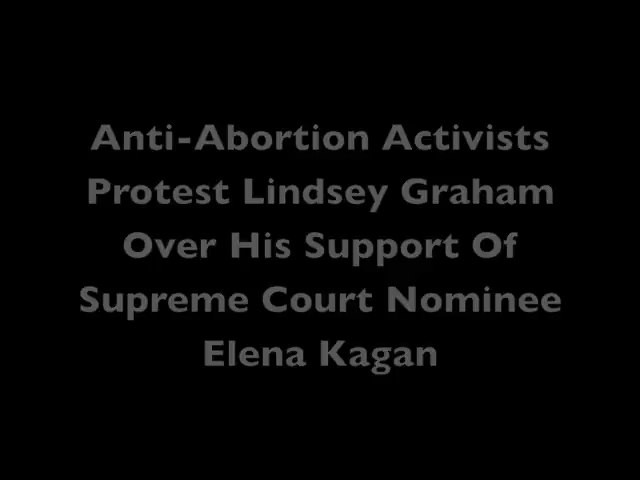 Anti-Abortion Activists
Protest Lindsey Graham
Over His Support Of
Supreme Court Nominee
Elena Kagan